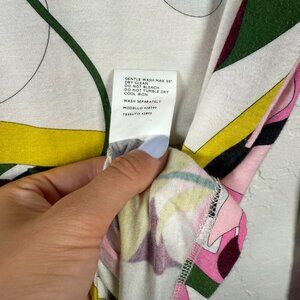 GENTLE WASH MAX 30°
DRY CLEAN
DO NOT BLEACH
DO NOT TUMBLE DRY
COOL IRON
WASH SEPARATELY
MODELLO
TESSUTO